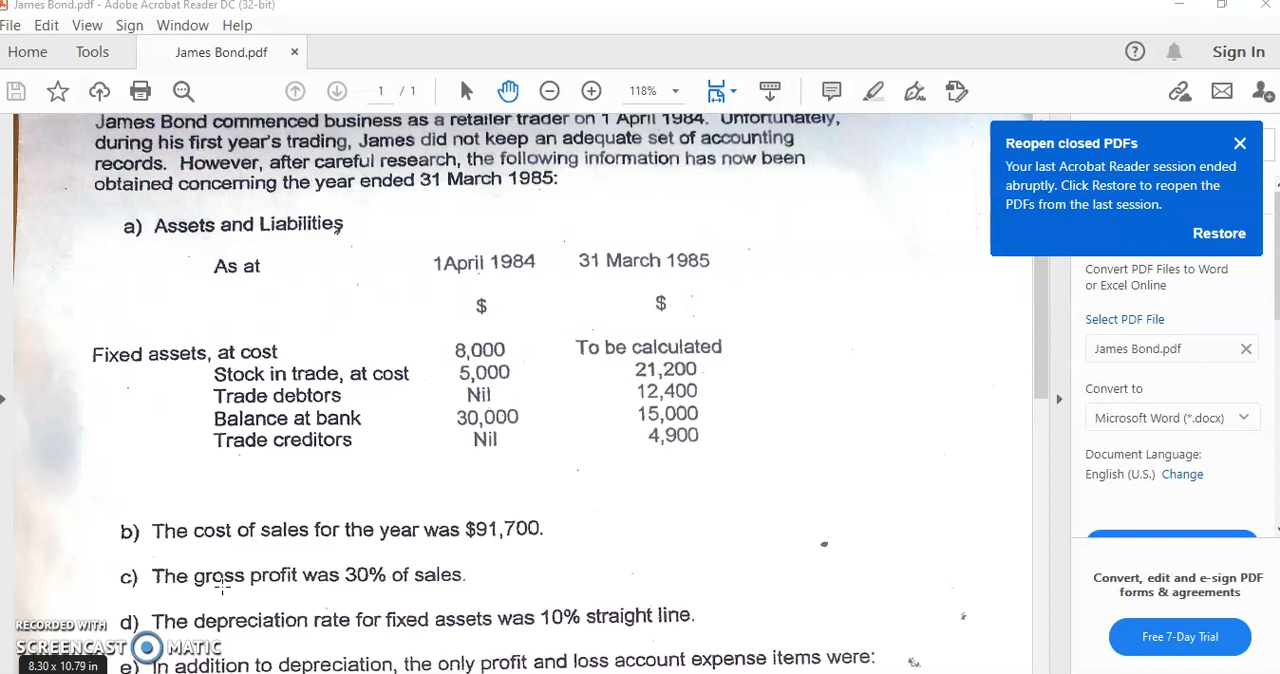 James Bond.pdf - Adobe Acrobat Reader DC (32-bit)
File Edit View Sign Window Help
Home Tools James Bond.pdf × Sign In
1 / 1 118%
James Bond commenced business as a retailer trader on 1 April 1984. Unfortunately,
during his first year's trading, James did not keep an adequate set of accounting
records. However, after careful research, the following information has now been
obtained concerning the year ended 31 March 1985:
a) Assets and Liabilities
As at 1April 1984 31 March 1985
$ $
Fixed assets, at cost 8,000 To be calculated
Stock in trade, at cost 5,000 21,200
Trade debtors Nil 12,400
Balance at bank 30,000 15,000
Trade creditors Nil 4,900
b) The cost of sales for the year was $91,700.
c) The gross profit was 30% of sales.
d) The depreciation rate for fixed assets was 10% straight line.
e) In addition to depreciation, the only profit and loss account expense items were:
RECORDED WITH
SCREENCAST MATIC
8.30 x 10.79 in
Reopen closed PDFs
Your last Acrobat Reader session ended
abruptly. Click Restore to reopen the
PDFs from the last session.
Restore
Convert PDF Files to Word
or Excel Online
Select PDF File
James Bond.pdf
Convert to
Microsoft Word (*.docx)
Document Language:
English (U.S.) Change
Convert, edit and e-sign PDF
forms & agreements
Free 7-Day Trial